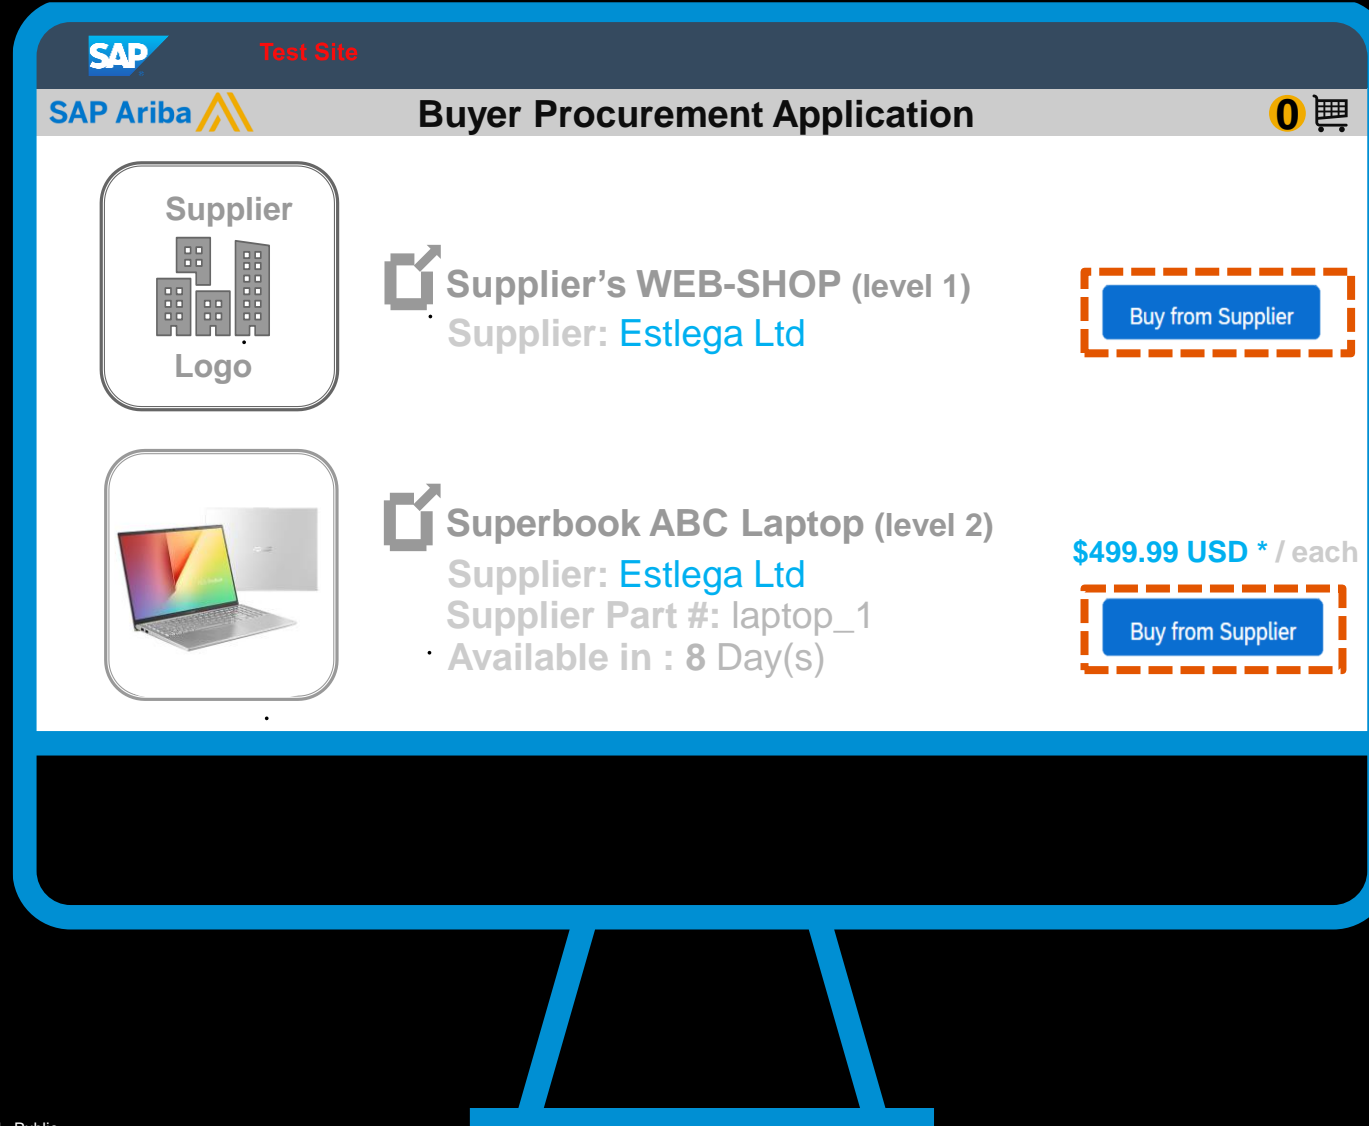 SAP
Test Site
SAP Ariba
Buyer Procurement Application
0
Supplier
Logo
Supplier's WEB-SHOP (level 1)
Supplier: Estlega Ltd
Buy from Supplier
Superbook ABC Laptop (level 2)
Supplier: Estlega Ltd
Supplier Part #: laptop_1
Available in : 8 Day(s)
$499.99 USD * / each
Buy from Supplier
Public